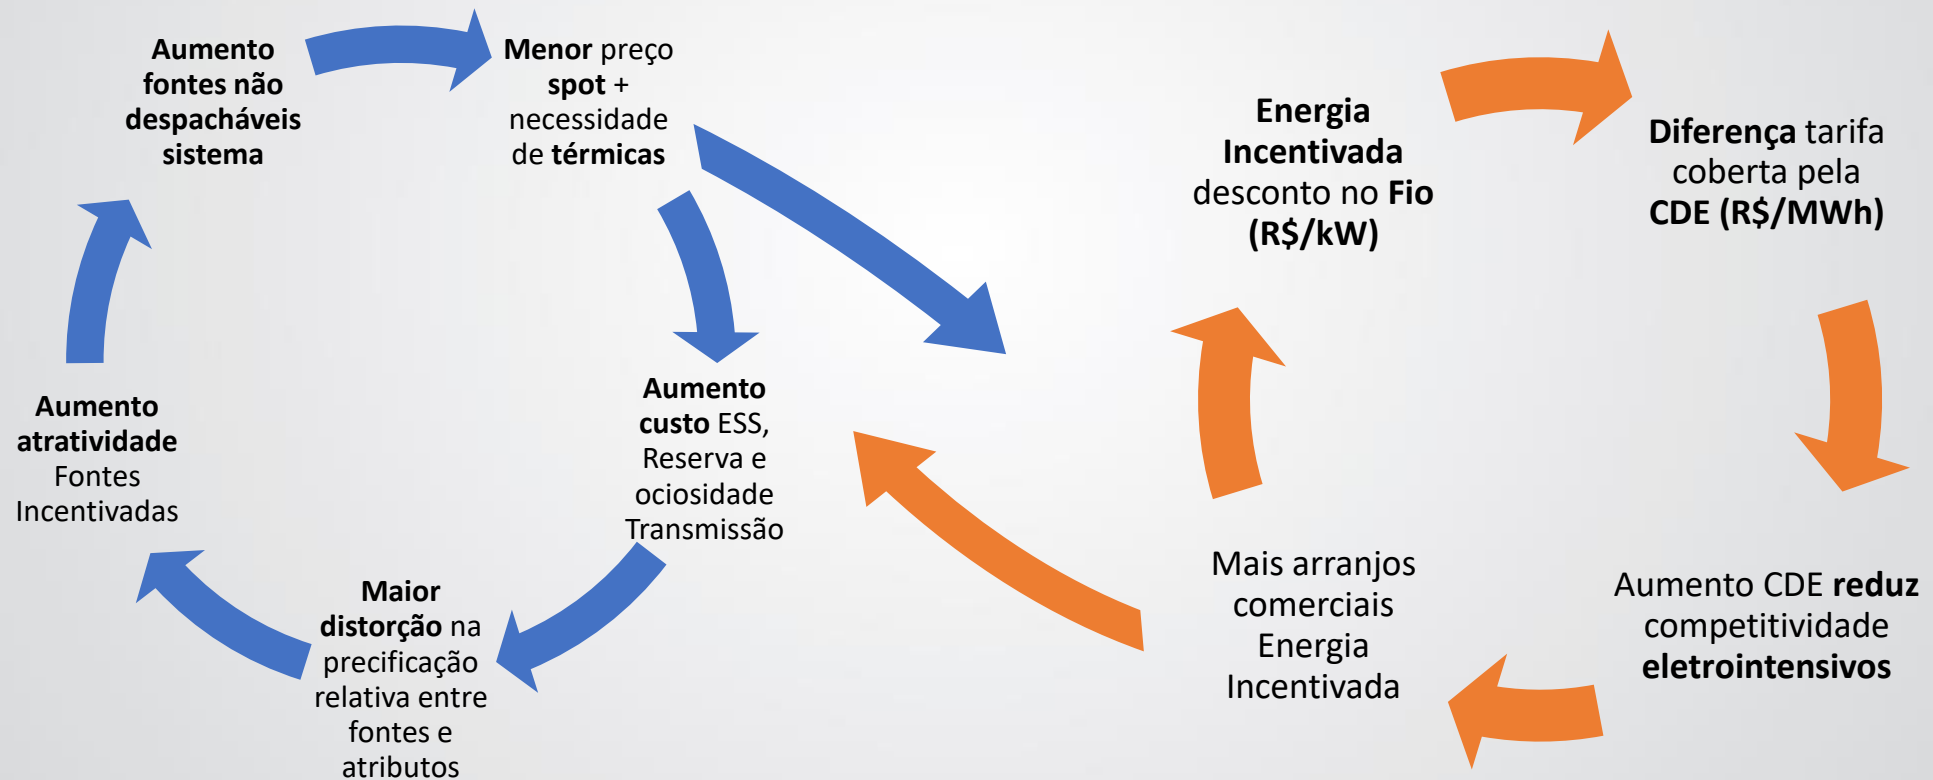 Aumento
fontes não
despacháveis
sistema
Menor preço
spot +
necessidade
de térmicas
Aumento
custo ESS,
Reserva e
ociosidade
Transmissão
Maior
distorção na
precificação
relativa entre
fontes e
atributos
Aumento
atratividade
Fontes
Incentivadas
Energia
Incentivada
desconto no Fio
(R$/kW)
Diferença tarifa
coberta pela
CDE (R$/MWh)
Aumento CDE reduz
competitividade
eletrointensivos
Mais arranjos
comerciais
Energia
Incentivada